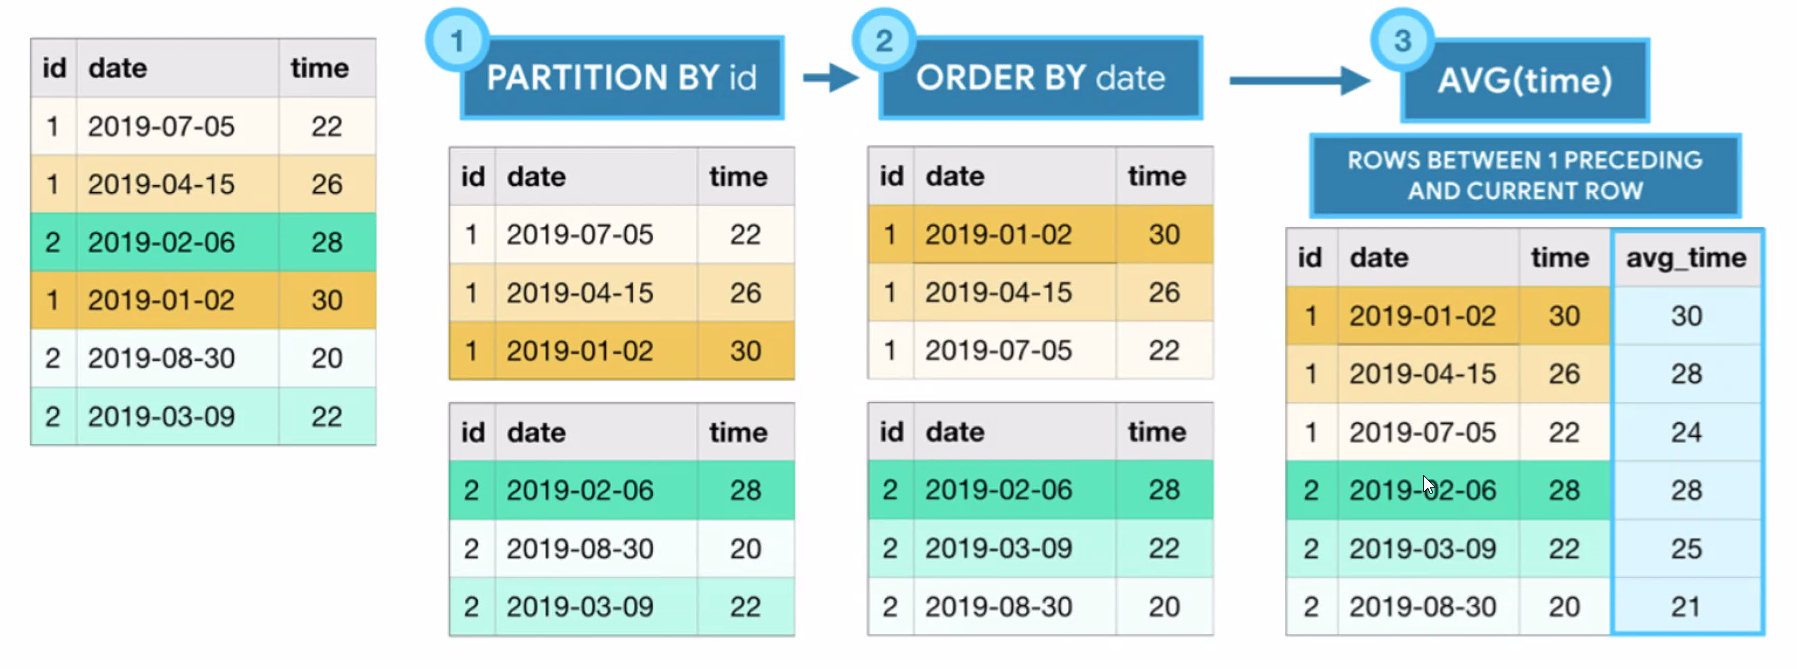 id date time
1 2019-07-05 22
1 2019-04-15 26
2 2019-02-06 28
1 2019-01-02 30
2 2019-08-30 20
2 2019-03-09 22
1
PARTITION BY id
id date time
1 2019-07-05 22
1 2019-04-15 26
1 2019-01-02 30
id date time
2 2019-02-06 28
2 2019-08-30 20
2 2019-03-09 22
2
ORDER BY date
id date time
1 2019-01-02 30
1 2019-04-15 26
1 2019-07-05 22
id date time
2 2019-02-06 28
2 2019-03-09 22
2 2019-08-30 20
3
AVG(time)
ROWS BETWEEN 1 PRECEDING
AND CURRENT ROW
id date time avg_time
1 2019-01-02 30 30
1 2019-04-15 26 28
1 2019-07-05 22 24
2 2019-02-06 28 28
2 2019-03-09 22 25
2 2019-08-30 20 21